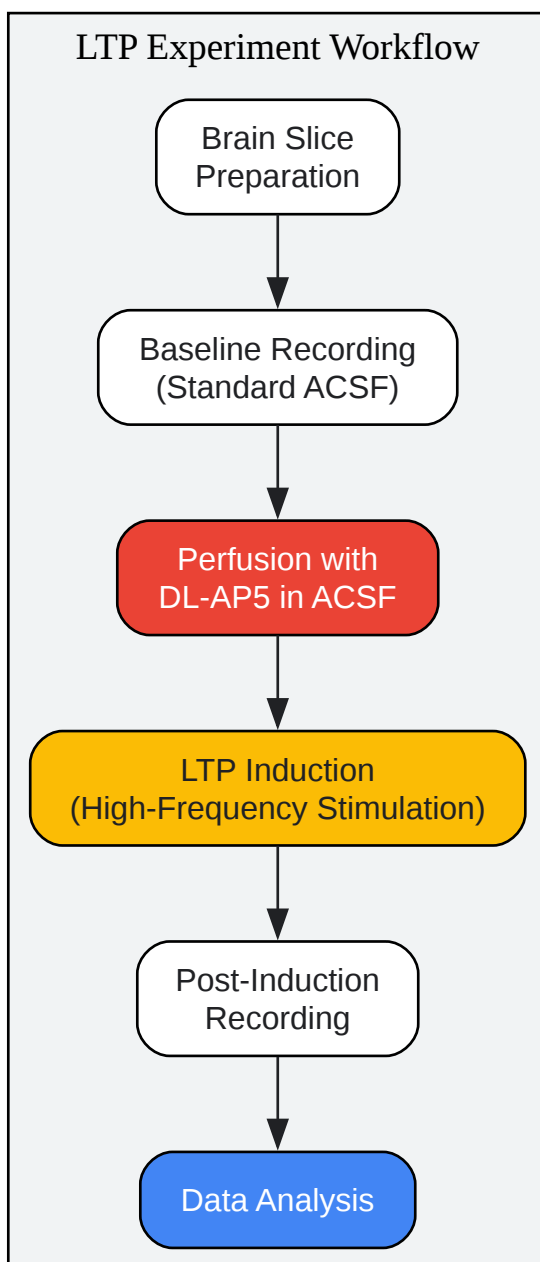 LTP Experiment Workflow
Brain Slice
Preparation
Baseline Recording
(Standard ACSF)
Perfusion with
DL-AP5 in ACSF
LTP Induction
(High-Frequency Stimulation)
Post-Induction
Recording
Data Analysis